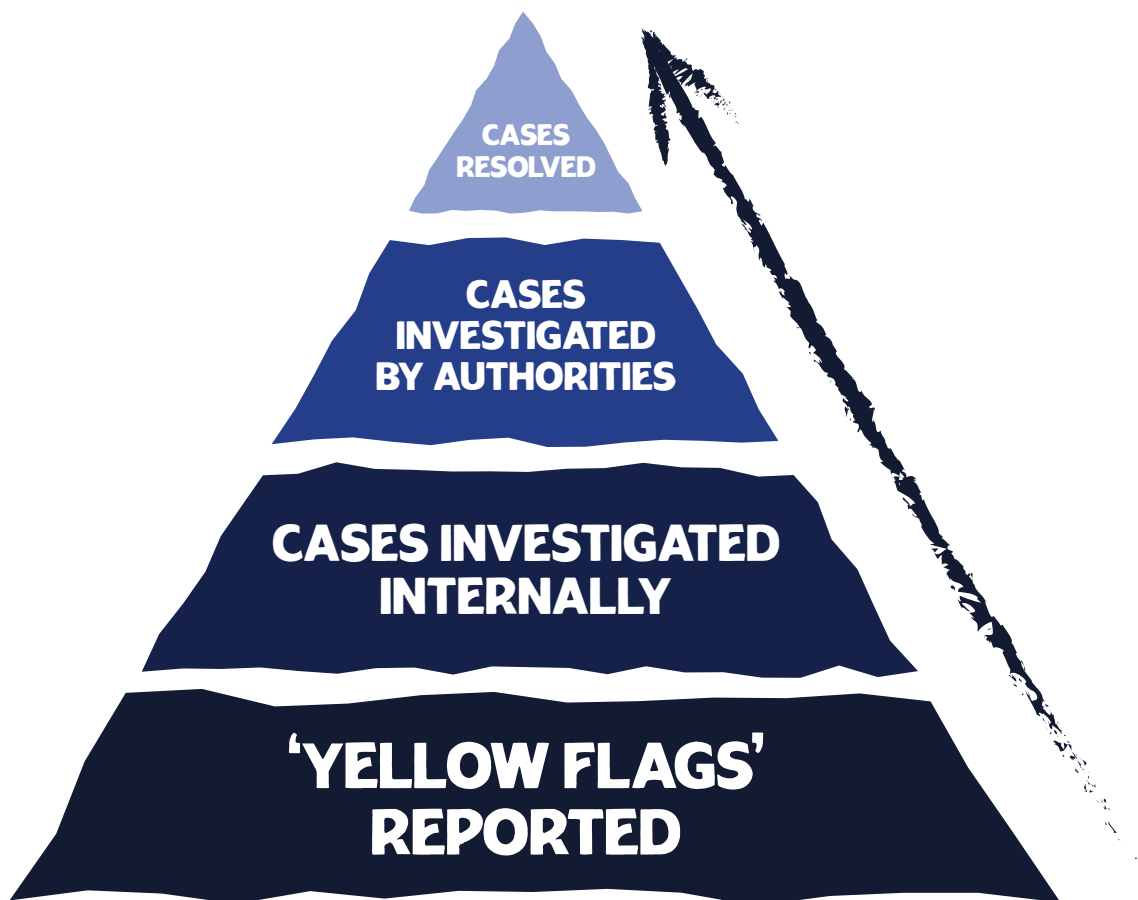 CASES
RESOLVED
CASES
INVESTIGATED
BY AUTHORITIES
CASES INVESTIGATED
INTERNALLY
‘YELLOW FLAGS’
REPORTED